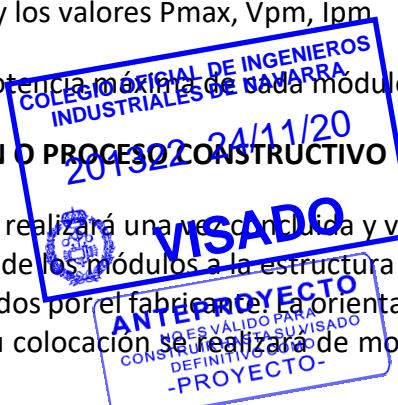 y los valores Pmax, Vpm, Ipm
potencia máxima de cada módulo
COLEGIO OFICIAL DE INGENIEROS
INDUSTRIALES DE NAVARRA
201322 24/11/20
N O PROCESO CONSTRUCTIVO
realizará una vez concluida y v
VISADO
de los módulos a la estructura
dos por el fabricante. La orienta
ANTEPROYECTO
NO ES VÁLIDO PARA
CONSTRUIR HASTA SU VISADO
DEFINITIVO COMO
-PROYECTO-
u colocación se realizará de mo